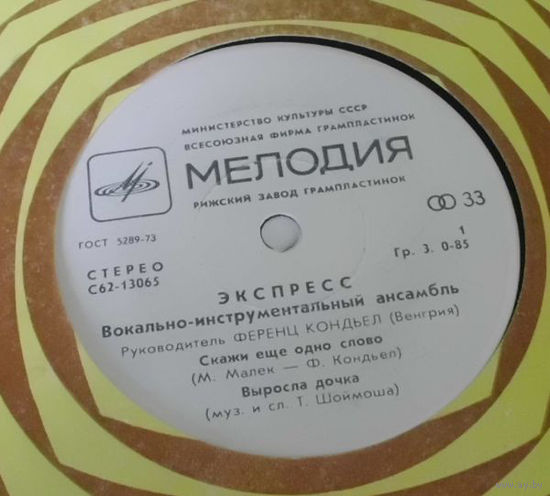 МИНИСТЕРСТВО КУЛЬТУРЫ СССР
ВСЕСОЮЗНАЯ ФИРМА ГРАМПЛАСТИНОК
МЕЛОДИЯ
РИЖСКИЙ ЗАВОД ГРАМПЛАСТИНОК
ГОСТ 5289-73
33
СТЕРЕО
С62-13065
1
Гр. 3. 0-85
ЭКСПРЕСС
Вокально-инструментальный ансамбль
Руководитель ФЕРЕНЦ КОНДЬЕЛ (Венгрия)
Скажи еще одно слово
(М. Малек — Ф. Кондьел)
Выросла дочка
(муз. и сл. Т. Шоймоша)